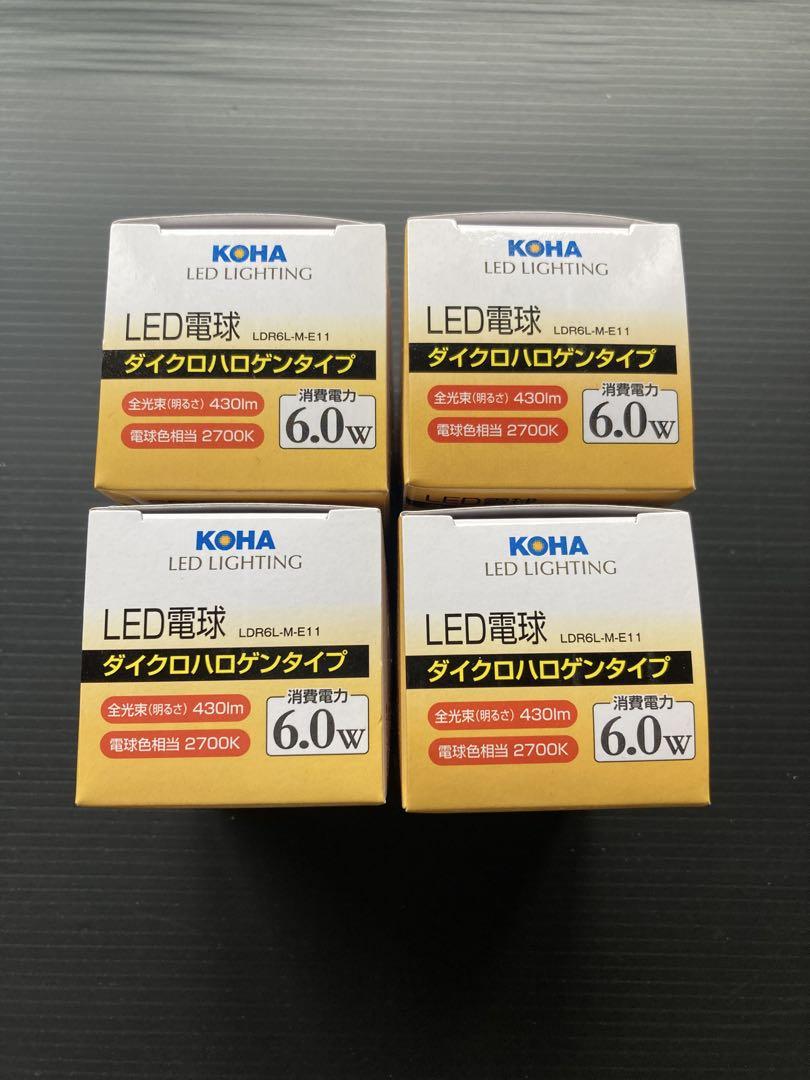 KOHA
LED LIGHTING
LED電球 LDR6L-M-E11
ダイクロハロゲンタイプ
全光束(明るさ) 430lm
電球色相当 2700K
消費電力
6.0W
KOHA
LED LIGHTING
LED電球 LDR6L-M-E11
ダイクロハロゲンタイプ
全光束(明るさ) 430lm
電球色相当 2700K
消費電力
6.0W
LED電球
KOHA
LED LIGHTING
LED電球 LDR6L-M-E11
ダイクロハロゲンタイプ
全光束(明るさ) 430lm
電球色相当 2700K
消費電力
6.0W
KOHA
LED LIGHTING
LED電球 LDR6L-M-E11
ダイクロハロゲンタイプ
全光束(明るさ) 430lm
電球色相当 2700K
消費電力
6.0W